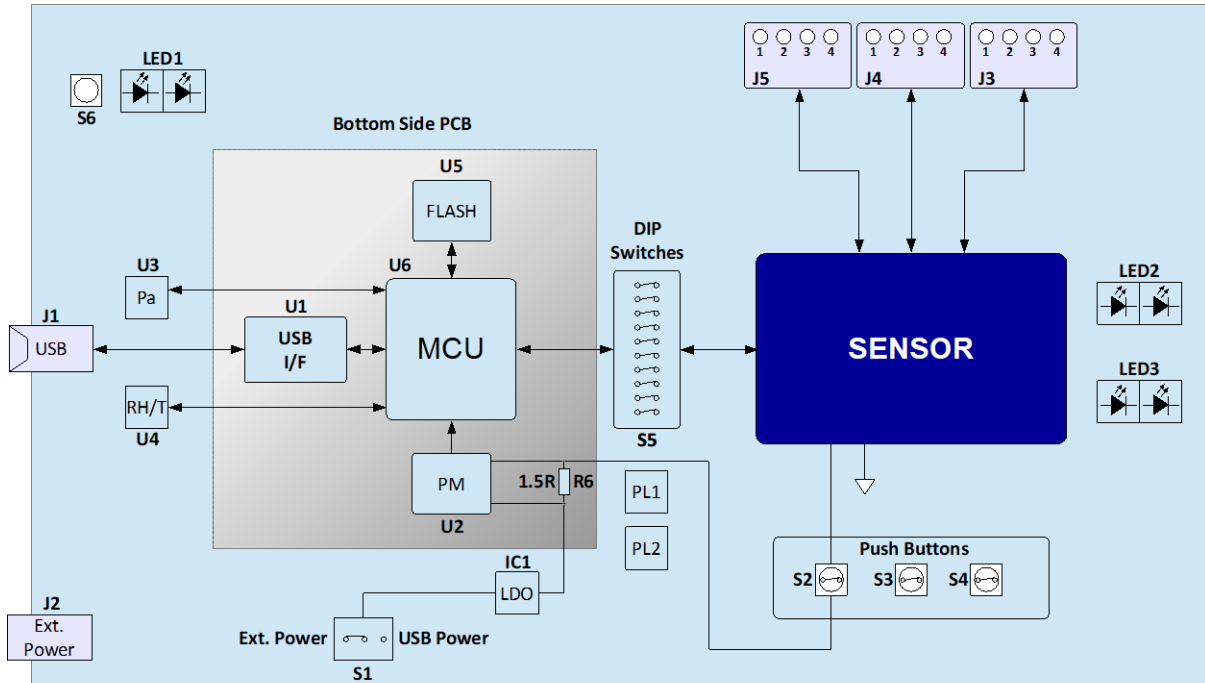 LED1
S6
1 2 3 4
J5
1 2 3 4
J4
1 2 3 4
J3
Bottom Side PCB
U5
FLASH
DIP
Switches
U3
Pa
U6
U1
USB
I/F
MCU
J1
USB
RH/T
U4
SENSOR
LED2
LED3
S5
PM
U2
1.5R R6
PL1
PL2
IC1
LDO
Push Buttons
S2 S3 S4
J2
Ext.
Power
Ext. Power USB Power
S1